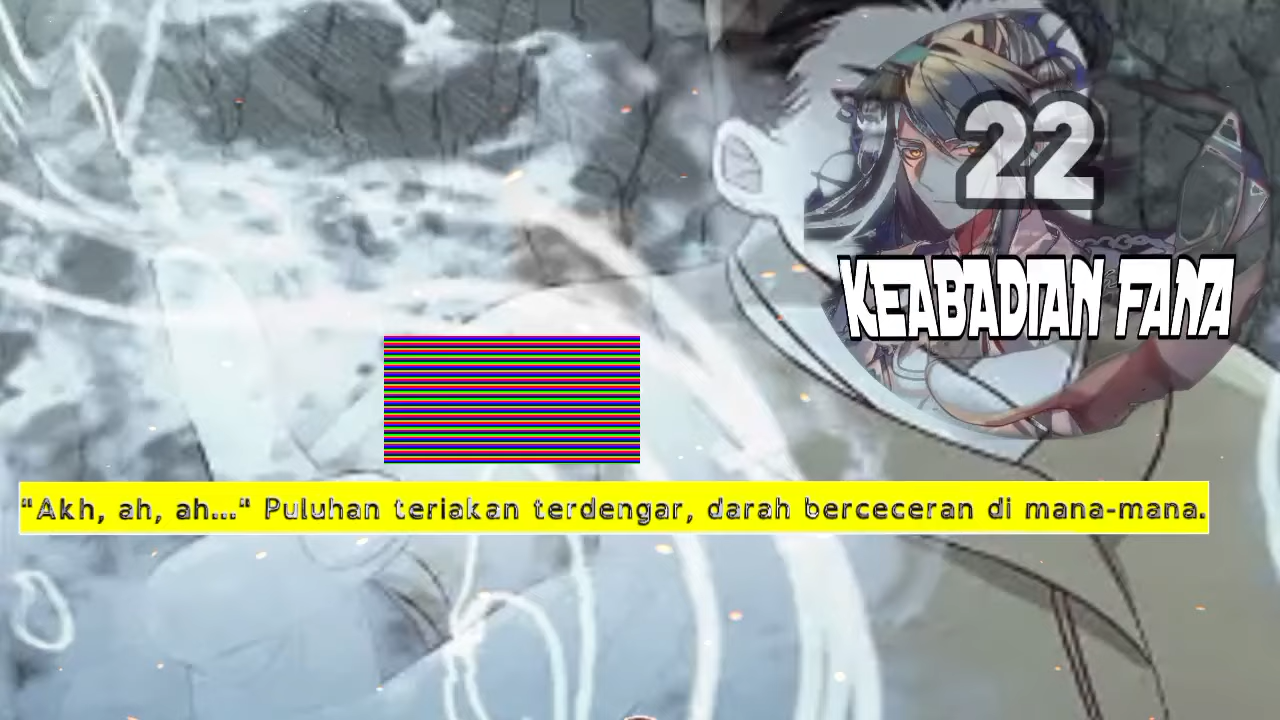 22
KEABADIAN FANA
"Akh, ah, ah..." Puluhan teriakan terdengar, darah berceceran di mana-mana.